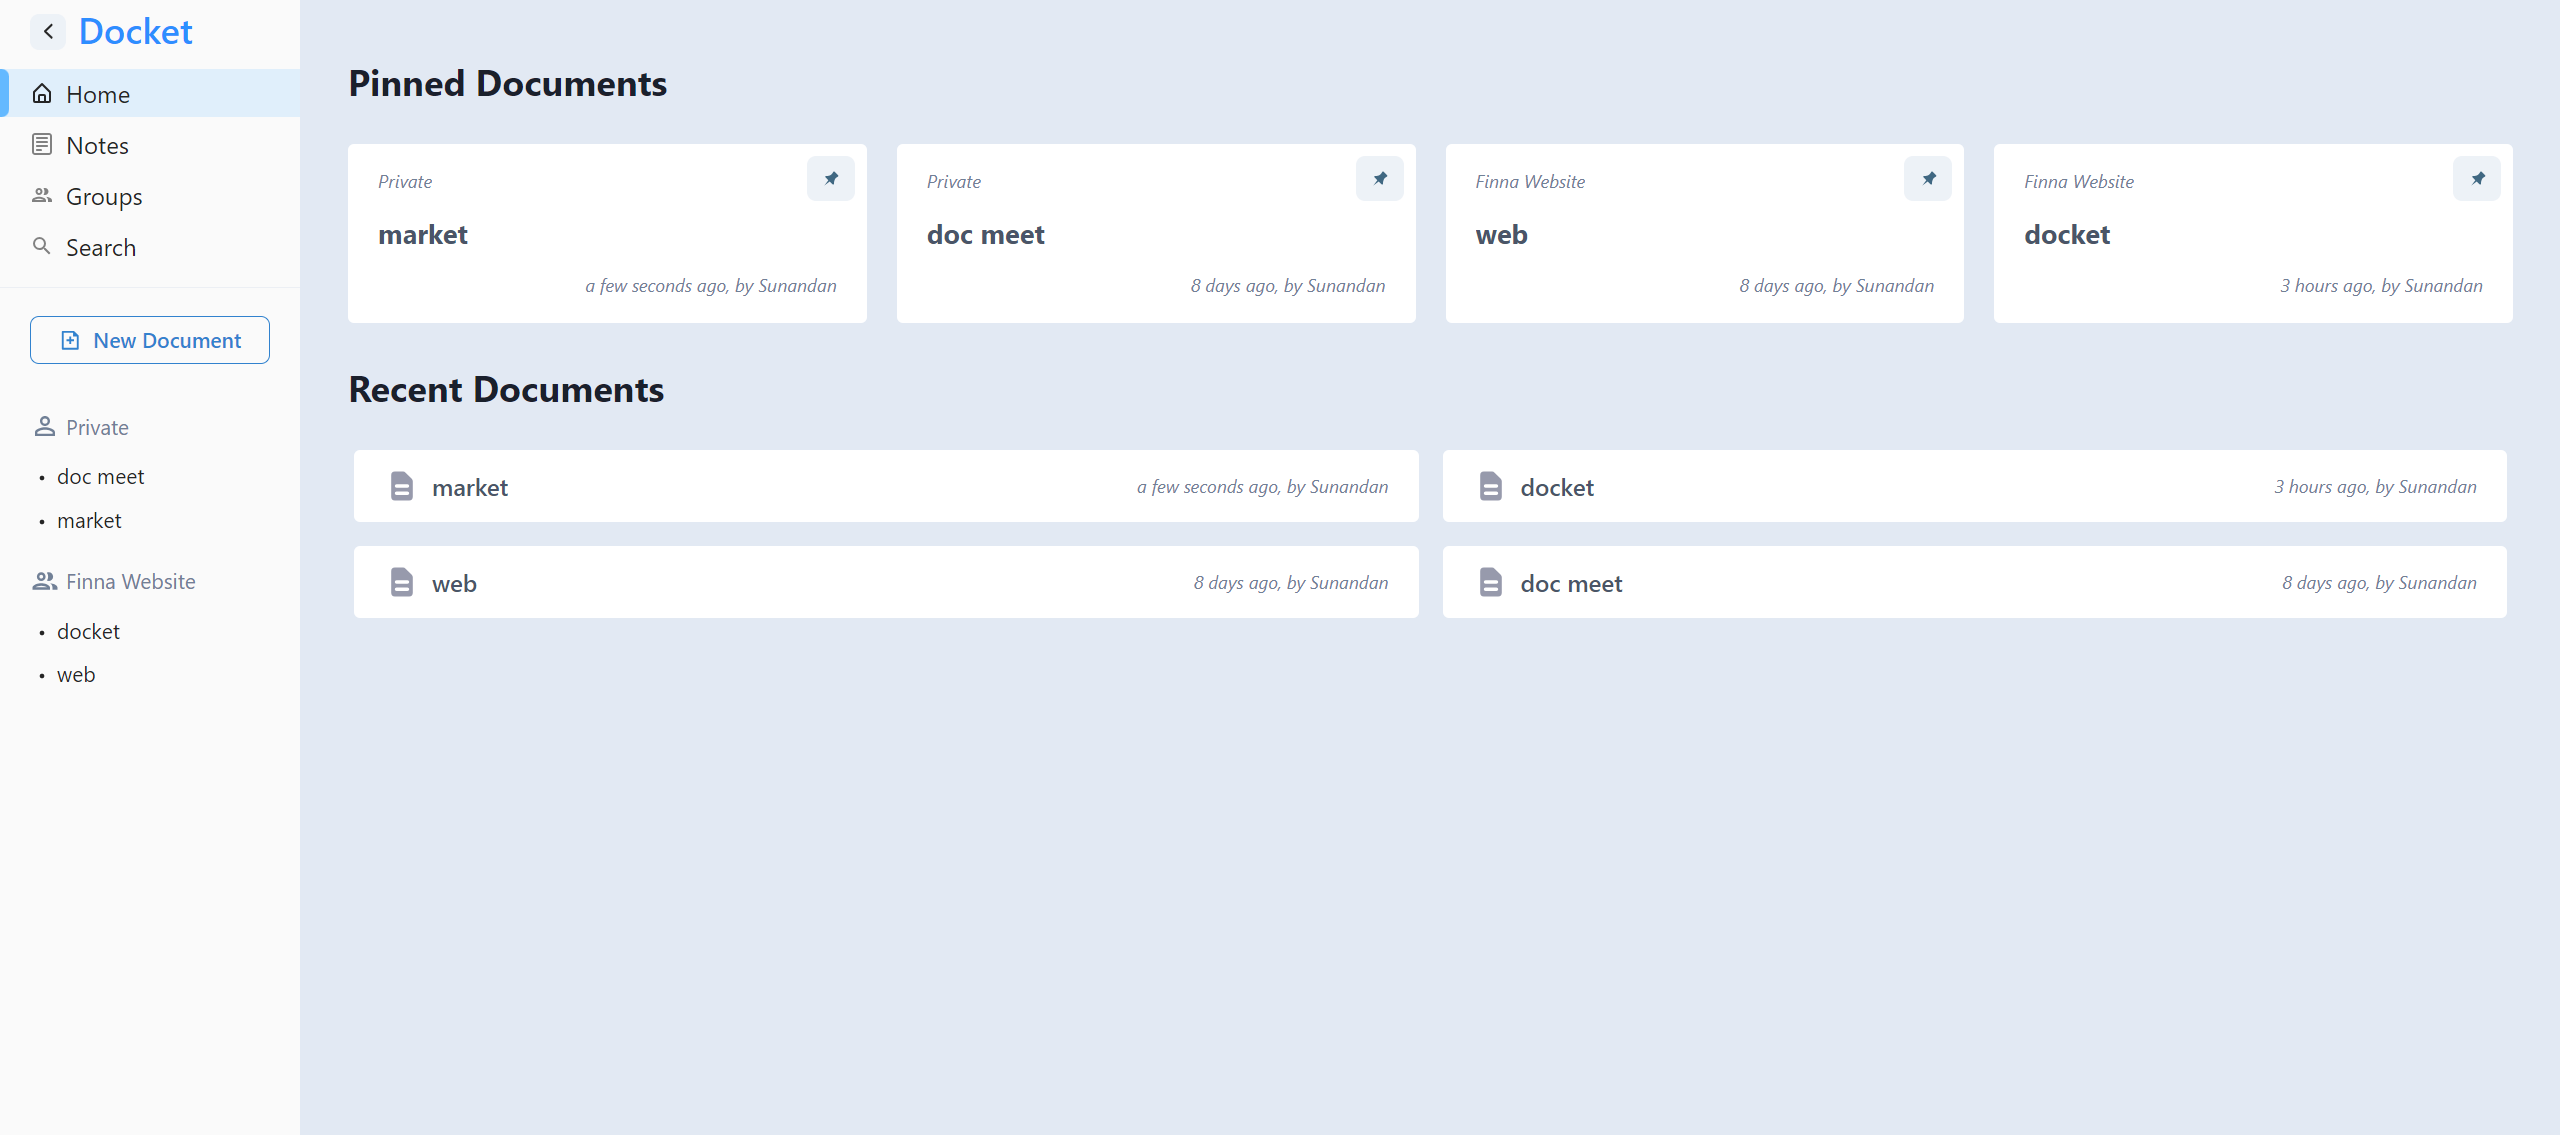 Docket
Home
Notes
Groups
Search
New Document
Private
• doc meet
• market
Finna Website
• docket
• web
Pinned Documents
Private
market
a few seconds ago, by Sunandan
Private
doc meet
8 days ago, by Sunandan
Finna Website
web
8 days ago, by Sunandan
Finna Website
docket
3 hours ago, by Sunandan
Recent Documents
market a few seconds ago, by Sunandan
docket 3 hours ago, by Sunandan
web 8 days ago, by Sunandan
doc meet 8 days ago, by Sunandan